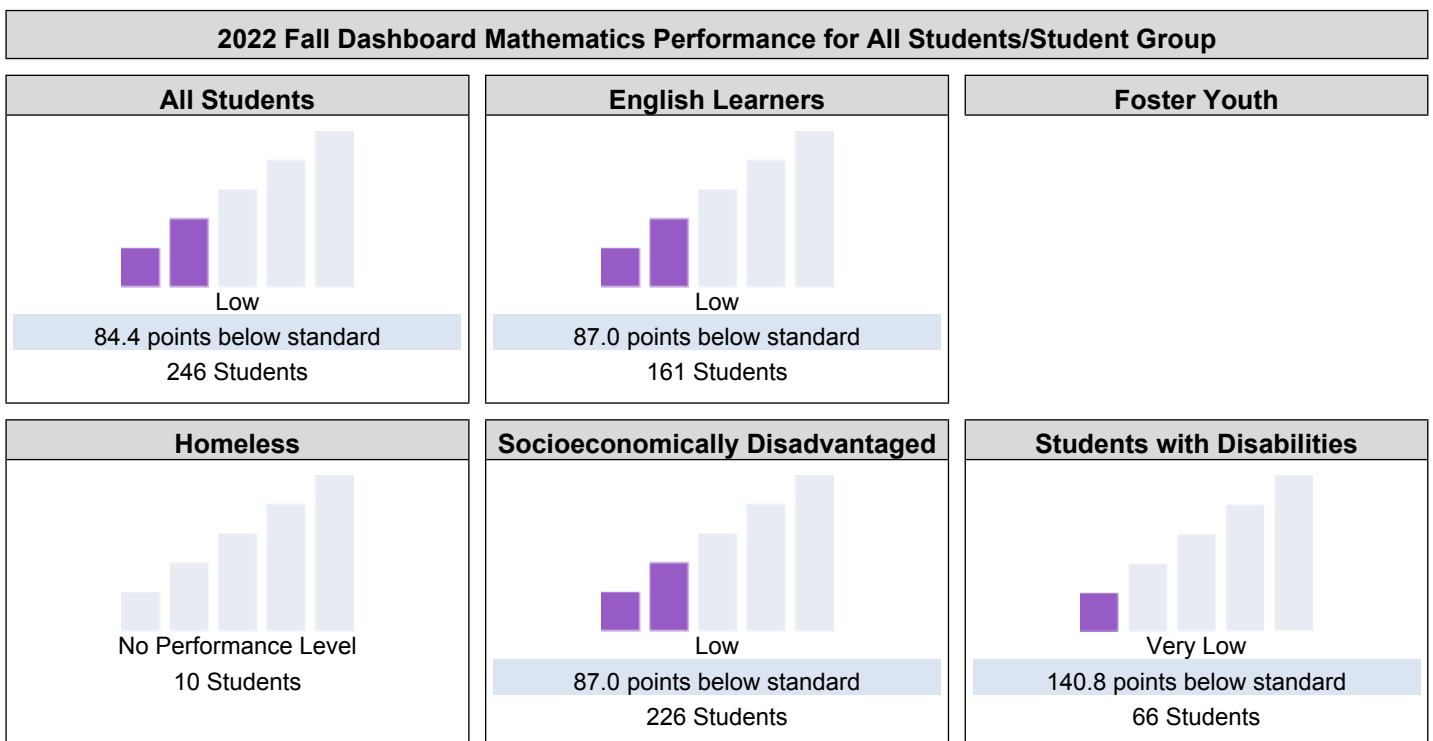 2022 Fall Dashboard Mathematics Performance for All Students/Student Group
All Students
Low
84.4 points below standard
246 Students
English Learners
Low
87.0 points below standard
161 Students
Foster Youth
Homeless
No Performance Level
10 Students
Socioeconomically Disadvantaged
Low
87.0 points below standard
226 Students
Students with Disabilities
Very Low
140.8 points below standard
66 Students